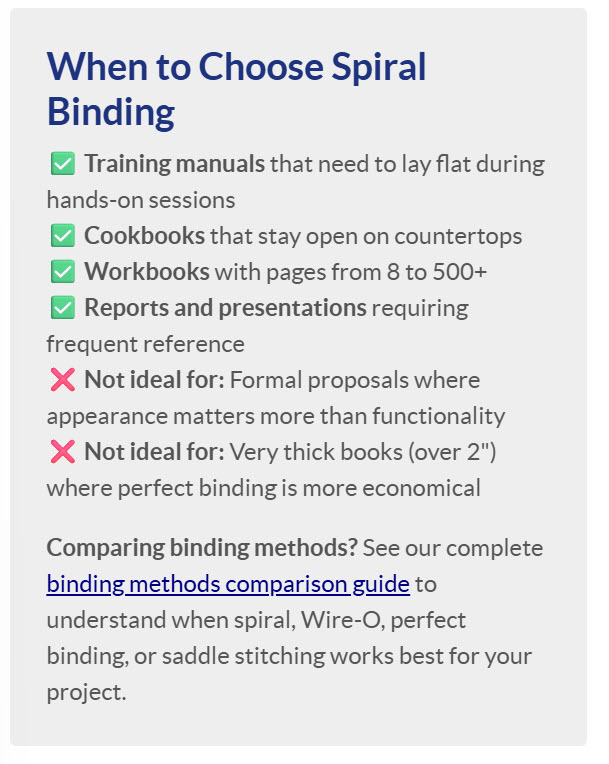 When to Choose Spiral
Binding
✅ Training manuals that need to lay flat during
hands-on sessions
✅ Cookbooks that stay open on countertops
✅ Workbooks with pages from 8 to 500+
✅ Reports and presentations requiring
frequent reference
❌ Not ideal for: Formal proposals where
appearance matters more than functionality
❌ Not ideal for: Very thick books (over 2")
where perfect binding is more economical
Comparing binding methods? See our complete
binding methods comparison guide to
understand when spiral, Wire-O, perfect
binding, or saddle stitching works best for your
project.